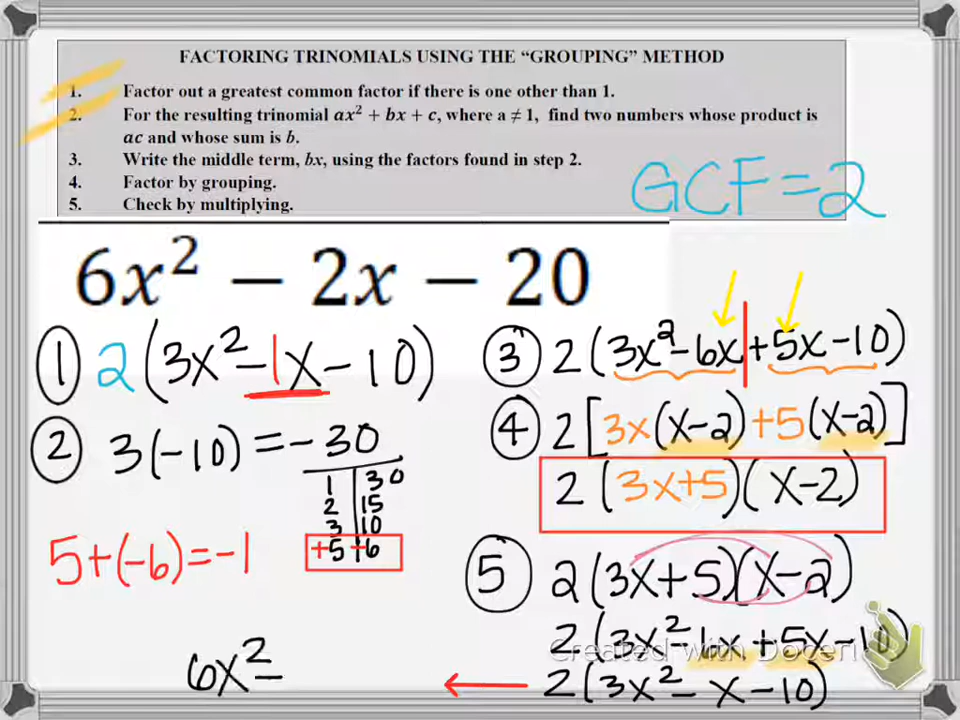 FACTORING TRINOMIALS USING THE “GROUPING” METHOD
1. Factor out a greatest common factor if there is one other than 1.
2. For the resulting trinomial ax² + bx + c, where a ≠ 1, find two numbers whose product is
ac and whose sum is b.
3. Write the middle term, bx, using the factors found in step 2.
4. Factor by grouping.
5. Check by multiplying.
GCF = 2
6x² − 2x − 20
① 2(3x² − 1x − 10)
② 3(−10) = −30
1 | 30
2 | 15
3 | 10
+5 | −6
5 + (−6) = −1
6x² −
③ 2(3x² − 6x | + 5x − 10)
④ 2[3x(x−2) + 5(x−2)]
2(3x+5)(x−2)
⑤ 2(3x+5)(x−2)
2(3x² − 6x + 5x − 10)
2(3x² − x − 10)
Created with Doceri